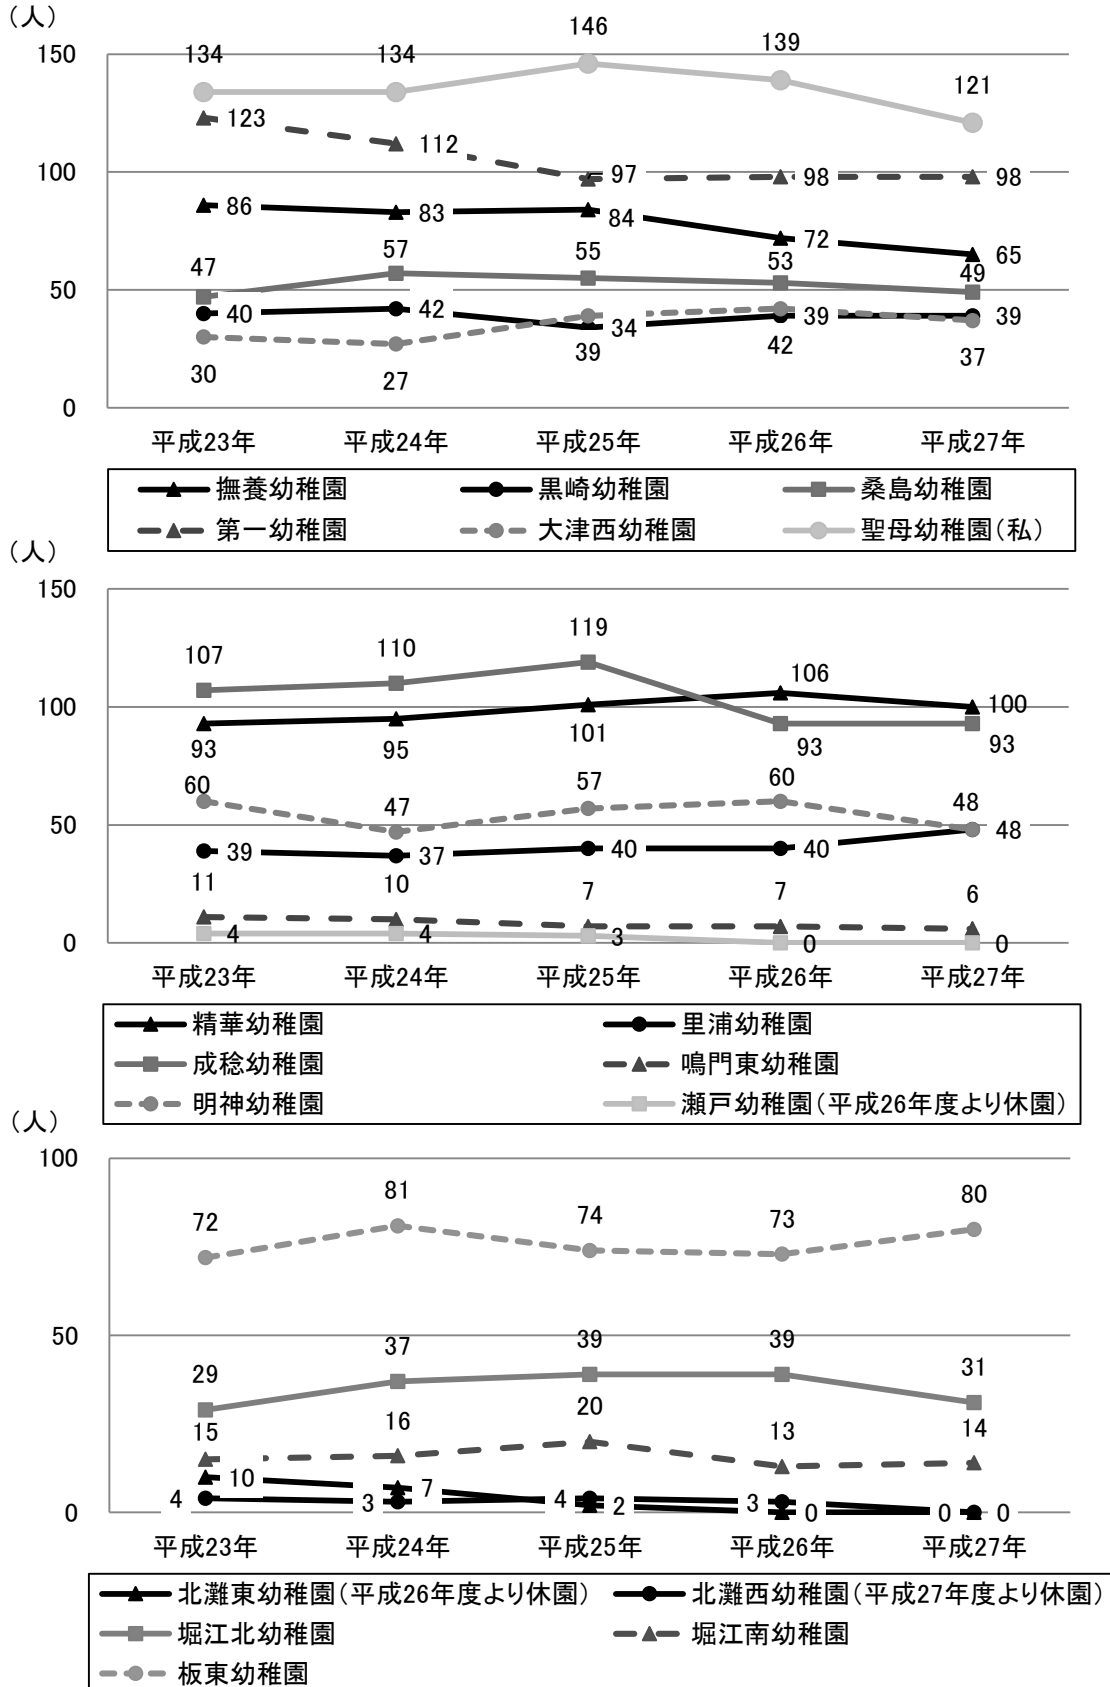 （人）
150
134 134 146 139 121
123 112 97 98 98
100
86 83 84 72 65
47 57 55 53 49
50
40 42 34 39 39
30 27 39 42 37
0
平成23年 平成24年 平成25年 平成26年 平成27年
撫養幼稚園 黒崎幼稚園 桑島幼稚園
第一幼稚園 大津西幼稚園 聖母幼稚園（私）
（人）
150
107 110 119 106
100
93 95 101 93 100
93
60 47 57 60 48
50
39 37 40 40 48
11 10 7 7 6
0
4 4 3 0 0
平成23年 平成24年 平成25年 平成26年 平成27年
精華幼稚園 里浦幼稚園
成稔幼稚園 鳴門東幼稚園
明神幼稚園 瀬戸幼稚園（平成26年度より休園）
（人）
100
72 81 74 73 80
50
29 37 39 39 31
15 16 20 13 14
10 7 2 0 0
0
4 3 4 3 0
平成23年 平成24年 平成25年 平成26年 平成27年
北灘東幼稚園（平成26年度より休園） 北灘西幼稚園（平成27年度より休園）
堀江北幼稚園 堀江南幼稚園
板東幼稚園